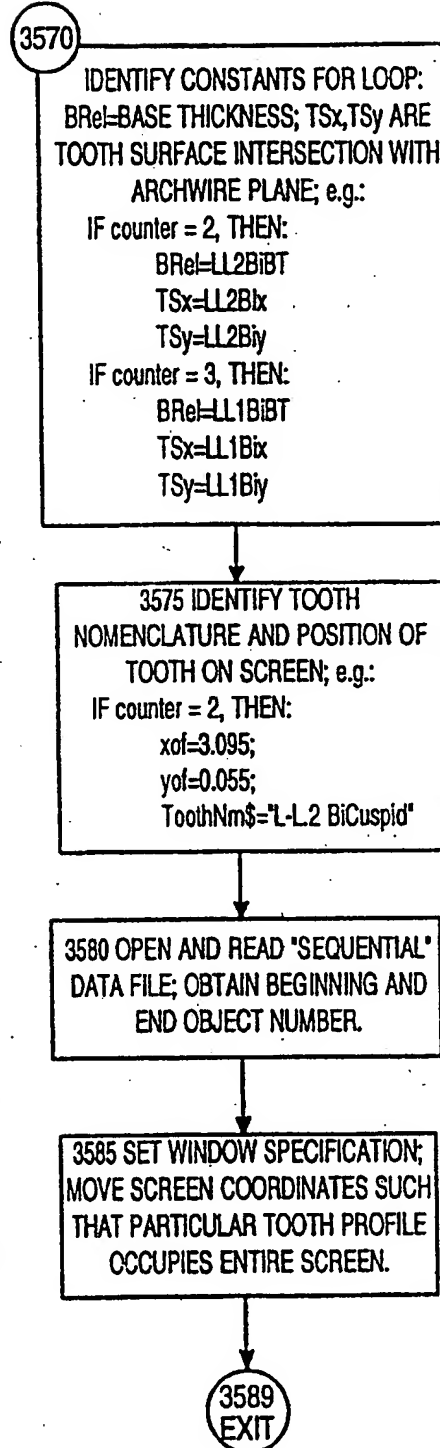 3570
IDENTIFY CONSTANTS FOR LOOP:
BRel=BASE THICKNESS; TSx,TSy ARE
TOOTH SURFACE INTERSECTION WITH
ARCHWIRE PLANE; e.g.:
IF counter = 2, THEN:
BRel=LL2BiBT
TSx=LL2BIx
TSy=LL2Biy
IF counter = 3, THEN:
BRel=LL1BiBT
TSx=LL1Bix
TSy=LL1Biy
3575 IDENTIFY TOOTH
NOMENCLATURE AND POSITION OF
TOOTH ON SCREEN; e.g.:
IF counter = 2, THEN:
xof=3.095;
yof=0.055;
ToothNm$="L-L.2 BiCuspid"
3580 OPEN AND READ "SEQUENTIAL"
DATA FILE; OBTAIN BEGINNING AND
END OBJECT NUMBER.
3585 SET WINDOW SPECIFICATION;
MOVE SCREEN COORDINATES SUCH
THAT PARTICULAR TOOTH PROFILE
OCCUPIES ENTIRE SCREEN.
3589
EXIT